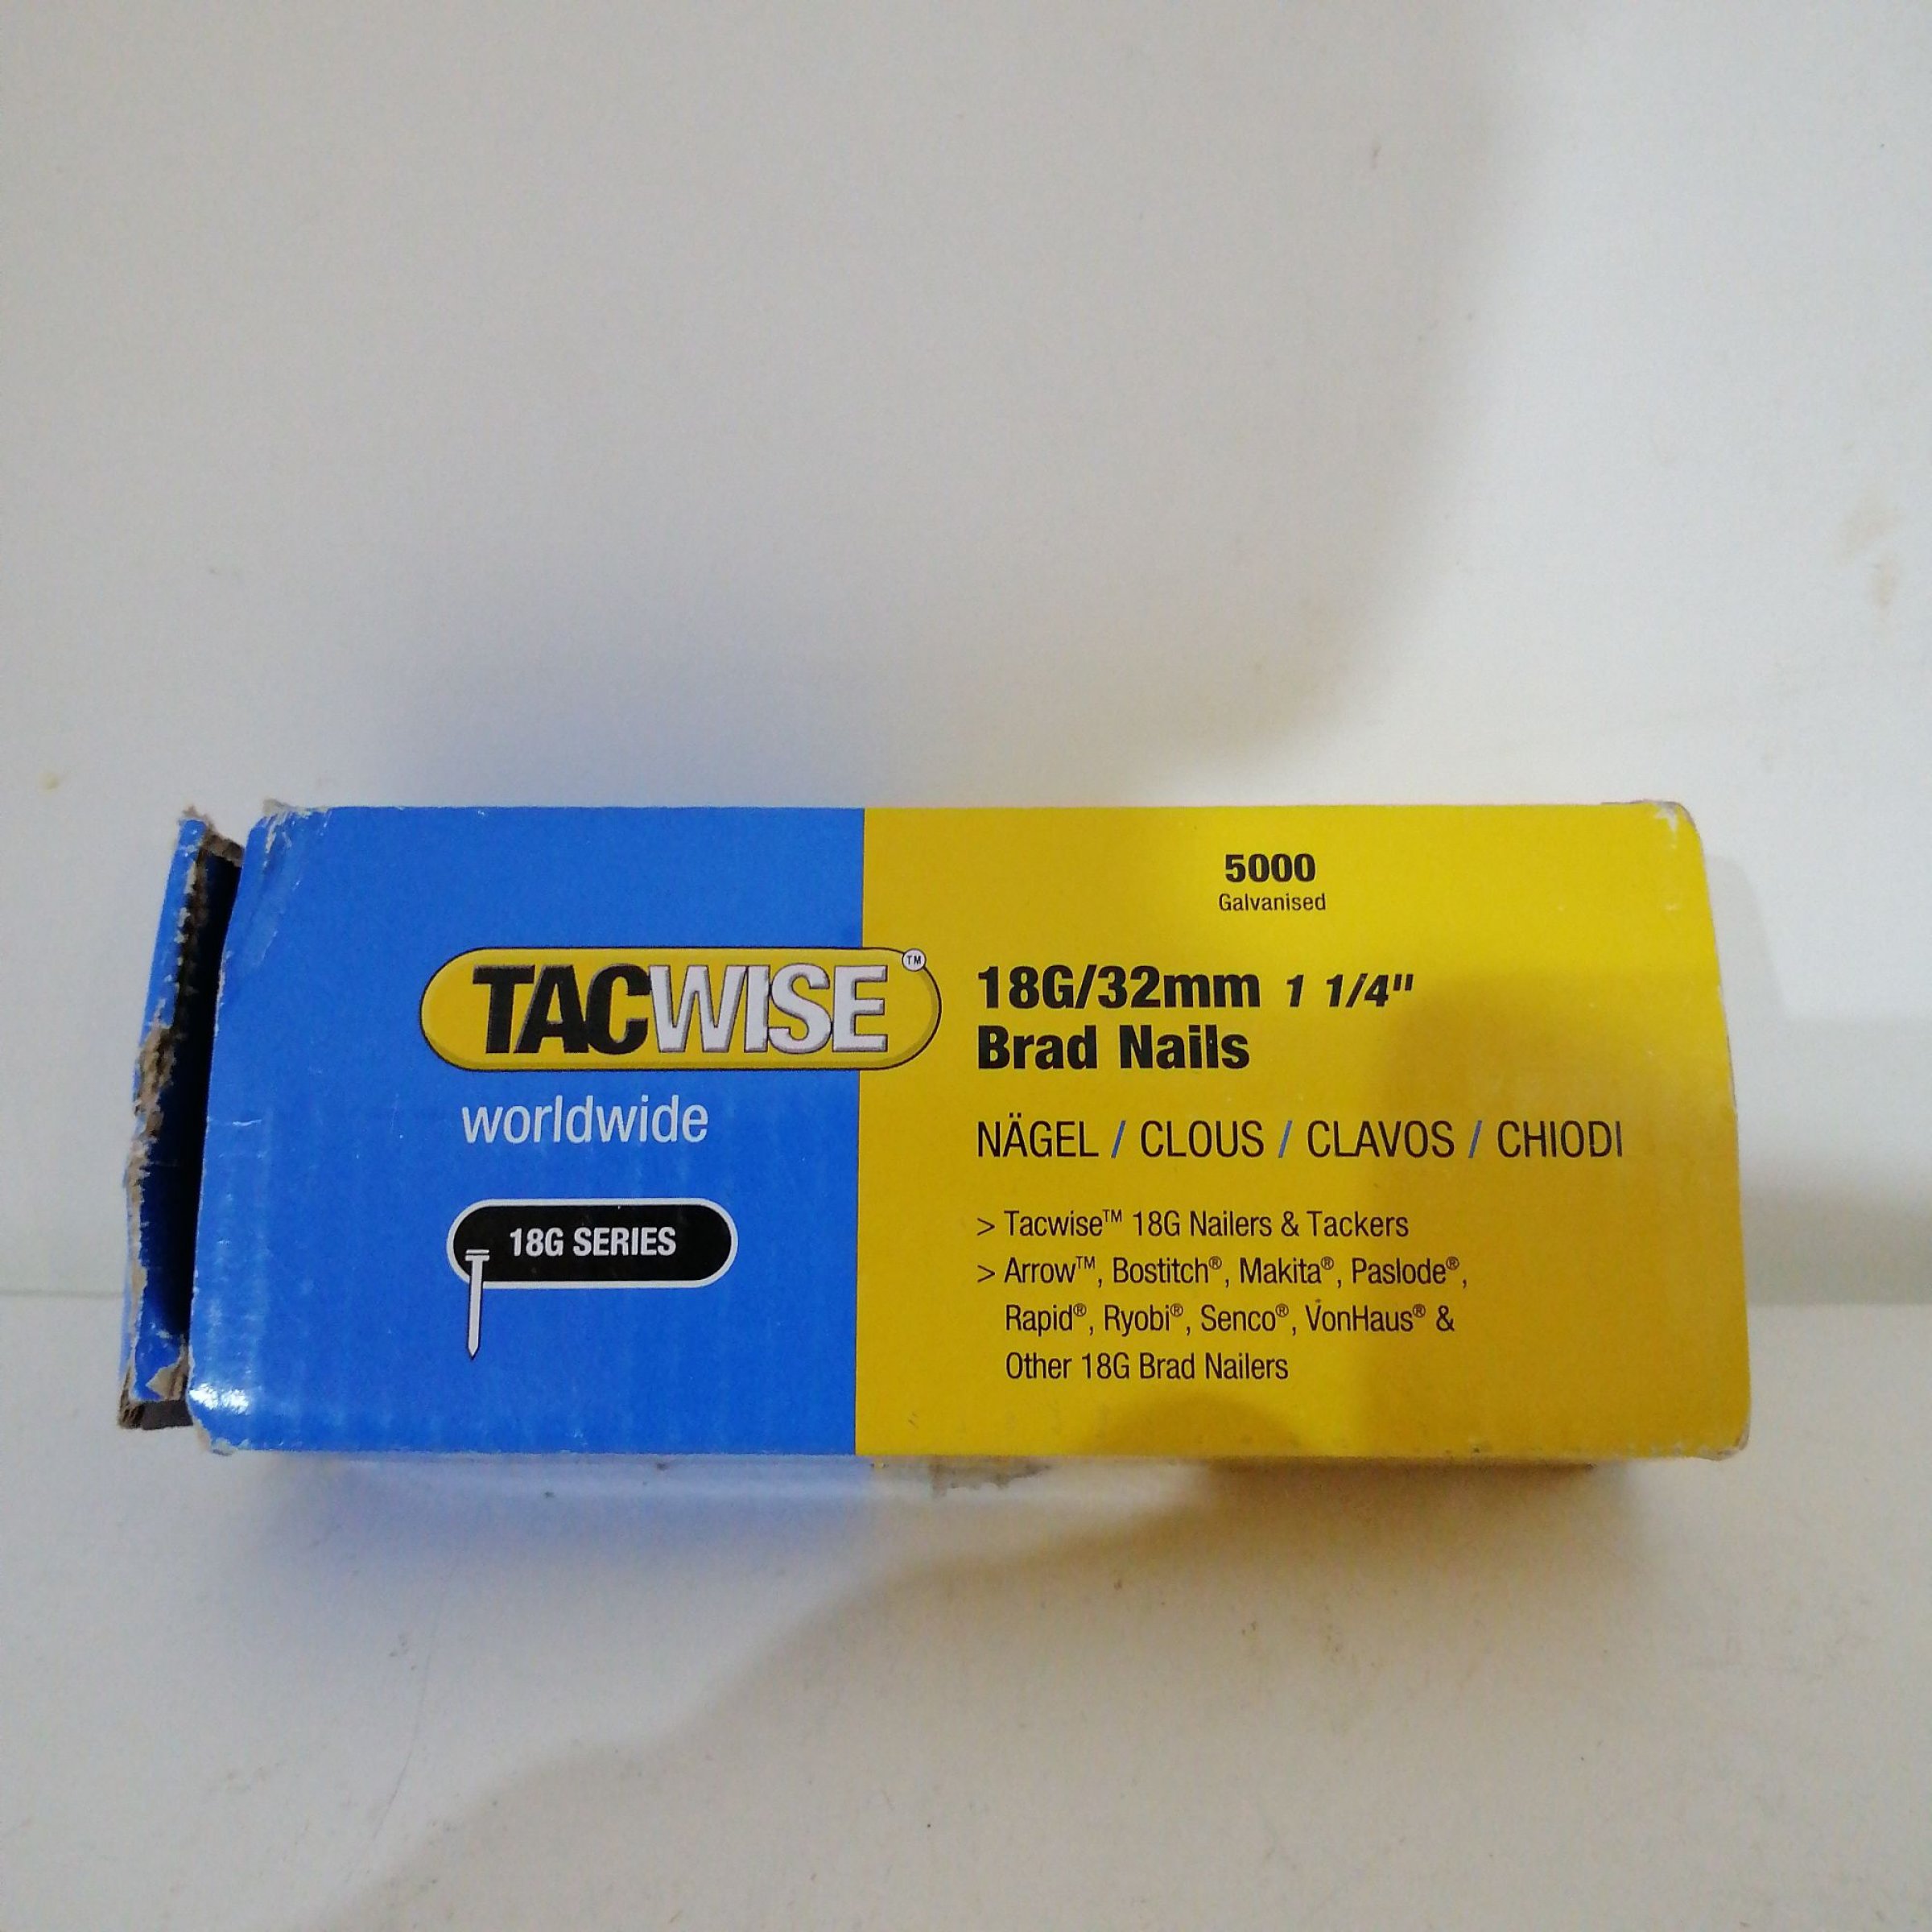 TACWISE™
worldwide
18G SERIES
5000
Galvanised
18G/32mm 1 1/4"
Brad Nails
NÄGEL / CLOUS / CLAVOS / CHIODI
> Tacwise™ 18G Nailers & Tackers
> Arrow™, Bostitch®, Makita®, Paslode®,
Rapid®, Ryobi®, Senco®, VonHaus® &
Other 18G Brad Nailers